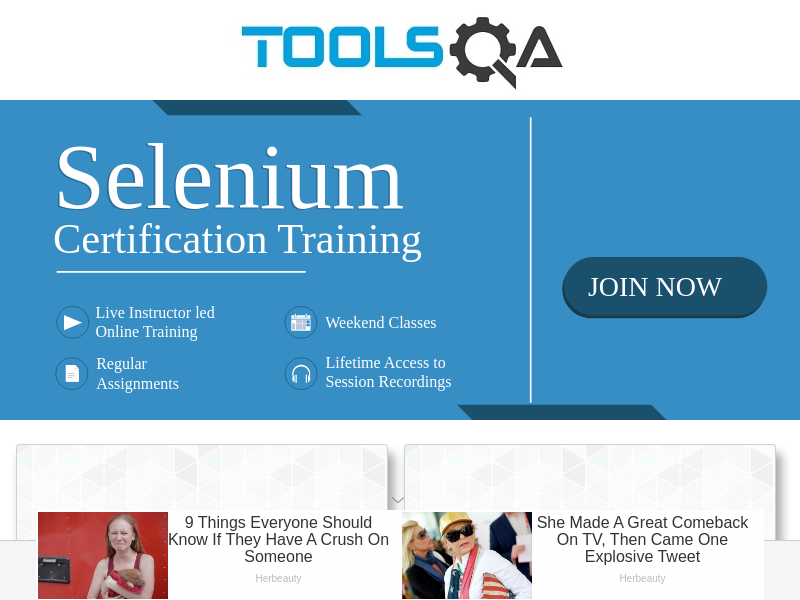 TOOLSQA
Selenium
Certification Training
JOIN NOW
Live Instructor led
Online Training
Weekend Classes
Regular
Assignments
Lifetime Access to
Session Recordings
9 Things Everyone Should
Know If They Have A Crush On
Someone
Herbeauty
She Made A Great Comeback
On TV, Then Came One
Explosive Tweet
Herbeauty